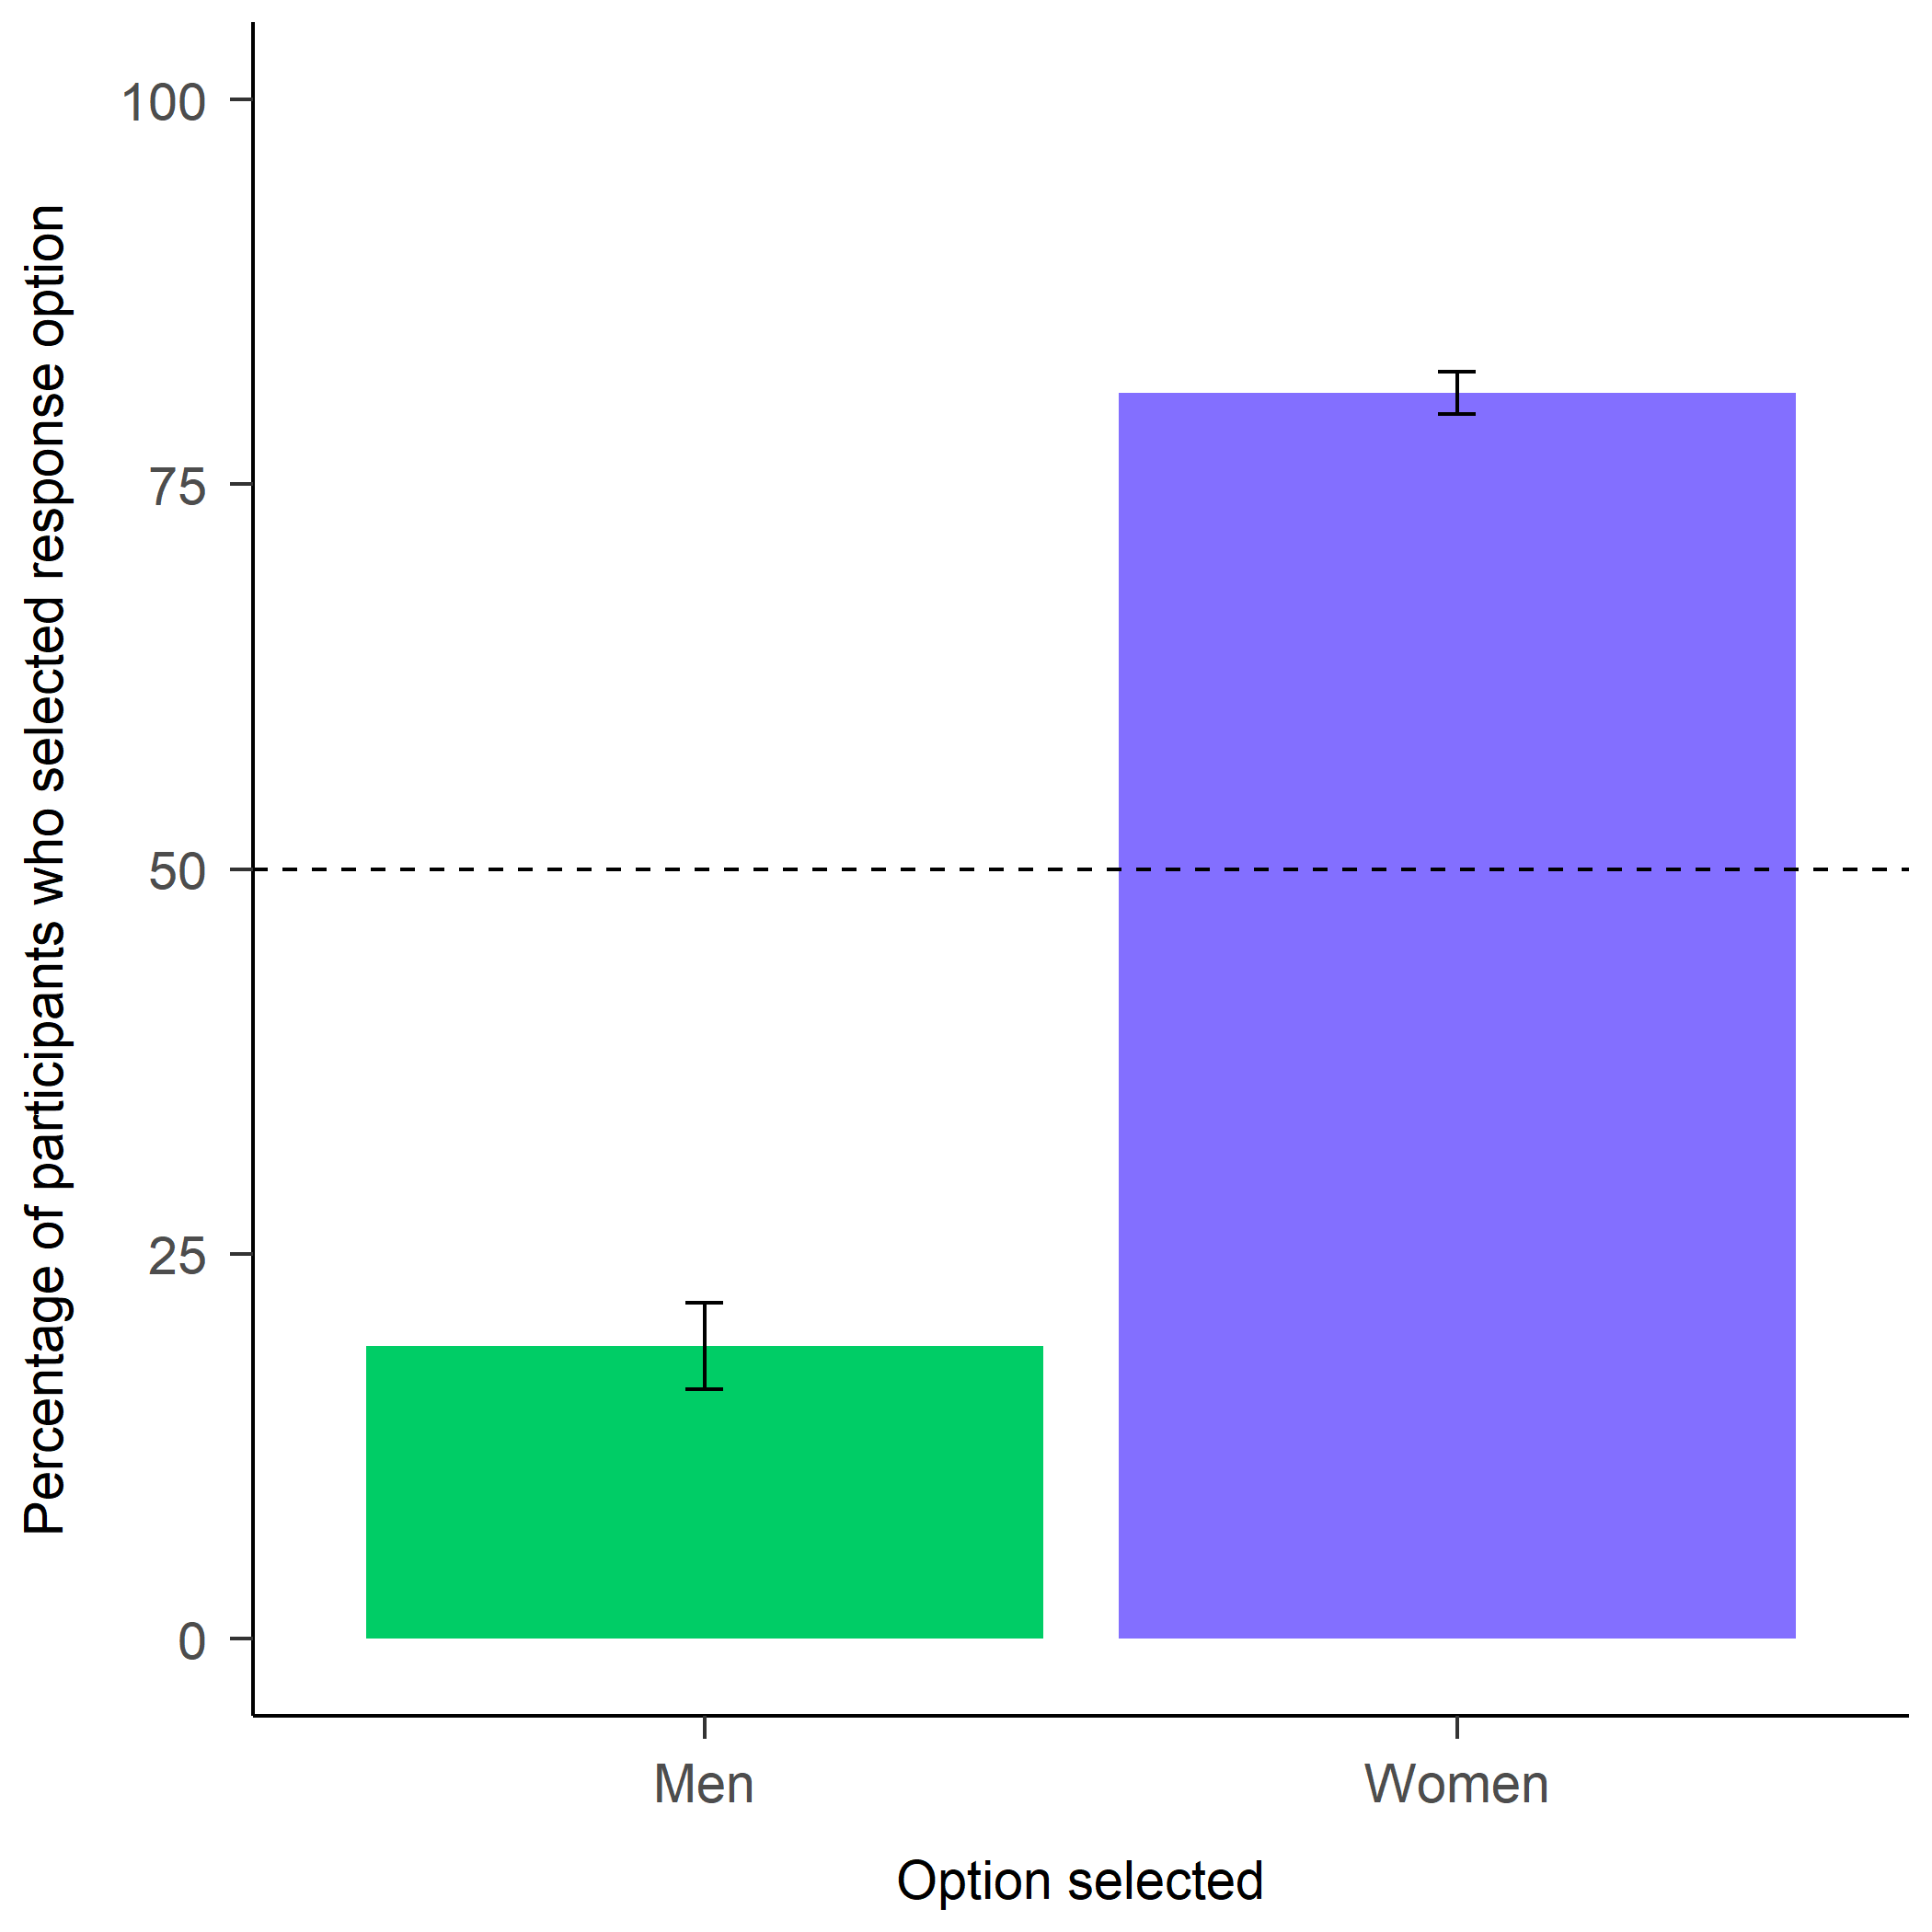 Percentage of participants who selected response option
100
75
50
25
0
Men
Women
Option selected